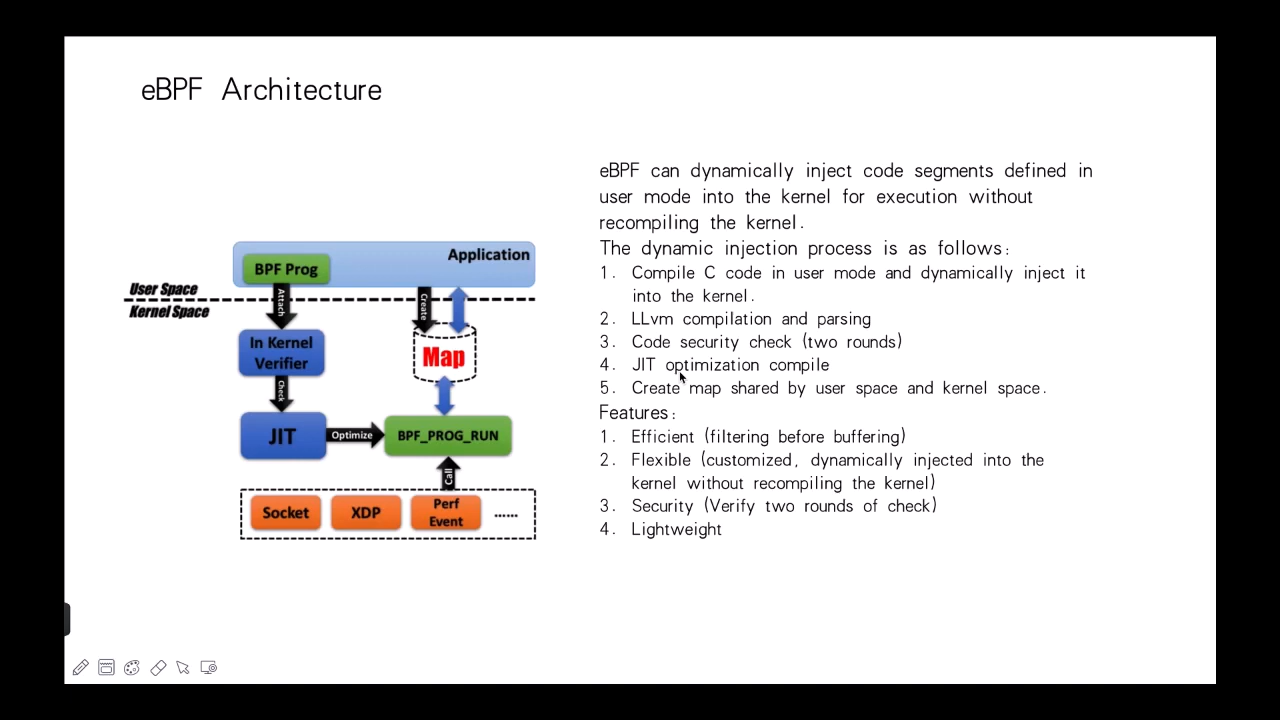 eBPF Architecture
eBPF can dynamically inject code segments defined in
user mode into the kernel for execution without
recompiling the kernel.
The dynamic injection process is as follows:
1. Compile C code in user mode and dynamically inject it
into the kernel.
2. LLvm compilation and parsing
3. Code security check (two rounds)
4. JIT optimization compile
5. Create map shared by user space and kernel space.
Features:
1. Efficient (filtering before buffering)
2. Flexible (customized, dynamically injected into the
kernel without recompiling the kernel)
3. Security (Verify two rounds of check)
4. Lightweight
Application
BPF Prog
User Space
Kernel Space
Attach
Create
In Kernel
Verifier
Map
Check
JIT
Optimize
BPF_PROG_RUN
Call
Socket
XDP
Perf
Event
......